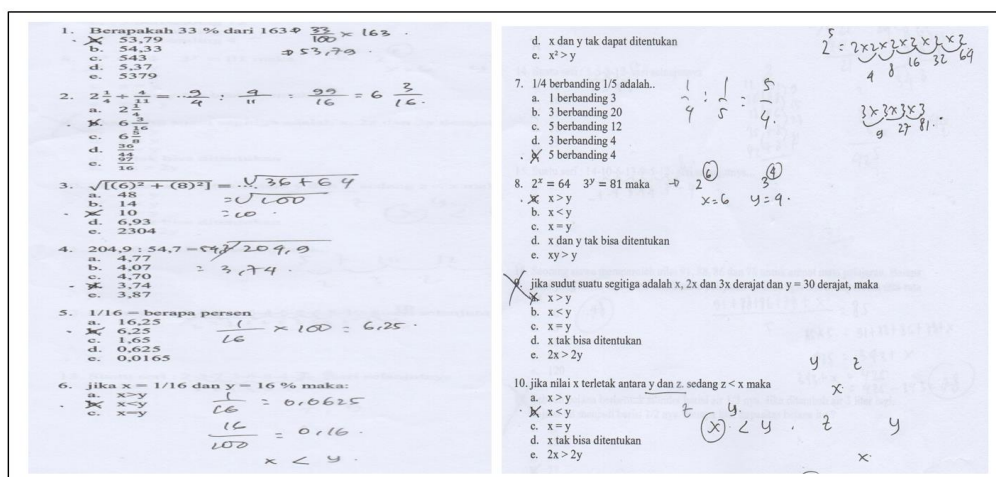 1. Berapakah 33 % dari 163 33/100 × 163 .
a. 53,79 53,79 .
b. 54,33
c. 543
d. 5,37
e. 5379
2. 2 1/4 ÷ 4/11 = 9/4 : 4/11 = 99/16 = 6 3/16 .
a. 2 1/4
b. 6 3/16
c. 6 5/8
d. 36/44
e. 97/16
3. √[(6)² + (8)²] = √36 + 64
a. 48 = √100
b. 14
c. 10 = 10
d. 6,93
e. 2304
4. 204,9 : 54,7 = 204,9
a. 4,77
b. 4,07 = 3,74 .
c. 4,70
d. 3,74
e. 3,87
5. 1/16 = berapa persen
a. 16,25
b. 6,25 1/16 × 100 = 6,25 .
c. 1,65
d. 0,625
e. 0,0165
6. jika x = 1/16 dan y = 16 % maka:
a. x>y 1/16 = 0,0625
b. x<y
c. x=y
16/100 = 0,16 .
x < y .
d. x dan y tak dapat ditentukan
e. x² > y
2⁵ = 2×2×2×2×2×2
4 8 16 32 64
7. 1/4 berbanding 1/5 adalah..
a. 1 berbanding 3 1/4 : 1/5 = 5/4 .
b. 3 berbanding 20
c. 5 berbanding 12 3×3×3×3
d. 3 berbanding 4 9 27 81 .
e. 5 berbanding 4
8. 2ˣ = 64 3ʸ = 81 maka → 2⁶ 3⁴
a. x > y x=6 y=4 .
b. x < y
c. x = y
d. x dan y tak bisa ditentukan
e. xy > y
9. jika sudut suatu segitiga adalah x, 2x dan 3x derajat dan y = 30 derajat, maka
a. x > y
b. x < y
c. x = y
d. x tak bisa ditentukan
e. 2x > 2y
y z
x
10. jika nilai x terletak antara y dan z. sedang z < x maka
a. x > y
b. x < y z y .
c. x = y x < y . z y
d. x tak bisa ditentukan
e. 2x > 2y x